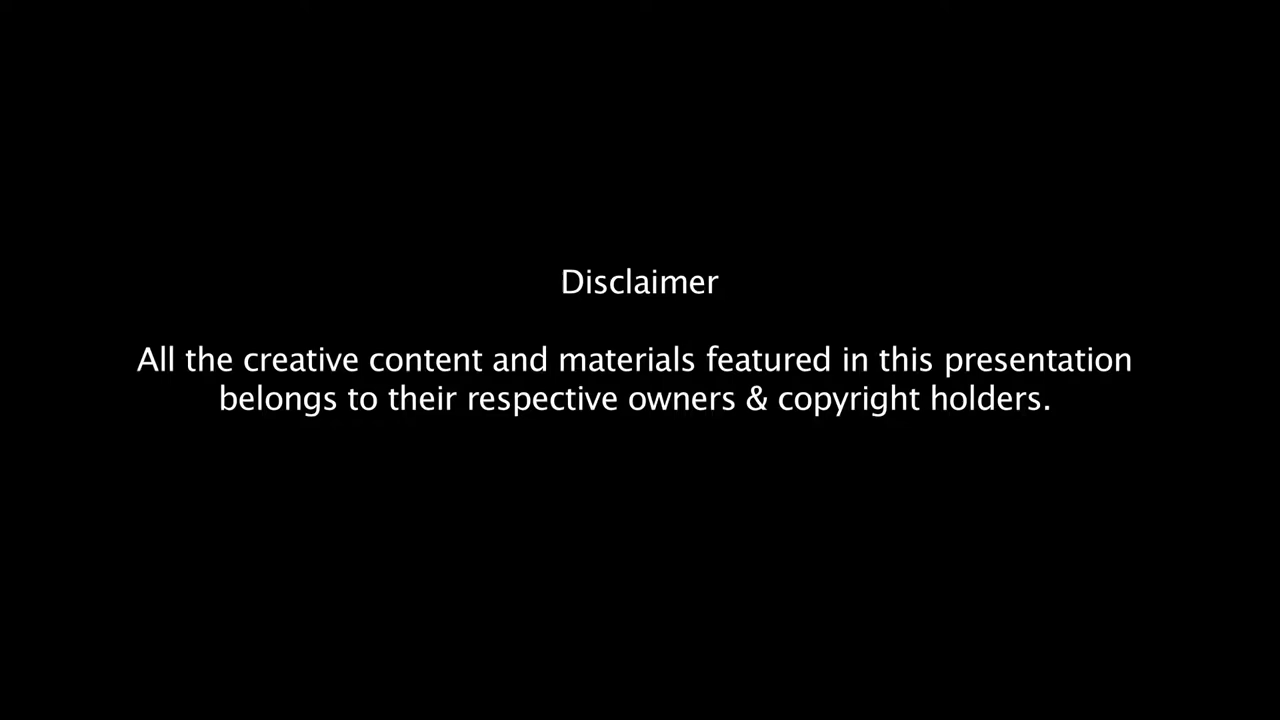 Disclaimer
All the creative content and materials featured in this presentation
belongs to their respective owners & copyright holders.